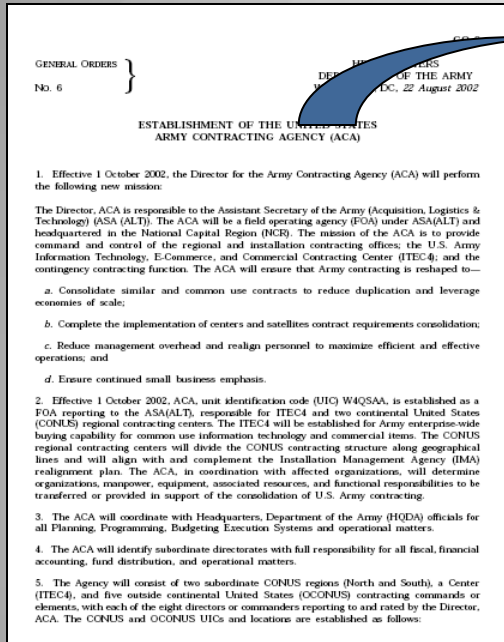 GENERAL ORDERS
No. 6
ERS
DEP OF THE ARMY
DC, 22 August 2002
ESTABLISHMENT OF THE UNITED STATES
ARMY CONTRACTING AGENCY (ACA)
1. Effective 1 October 2002, the Director for the Army Contracting Agency (ACA) will perform
the following new mission:
The Director, ACA is responsible to the Assistant Secretary of the Army (Acquisition, Logistics &
Technology) (ASA (ALT)). The ACA will be a field operating agency (FOA) under ASA(ALT) and
headquartered in the National Capital Region (NCR). The mission of the ACA is to provide
command and control of the regional and installation contracting offices; the U.S. Army
Information Technology, E-Commerce, and Commercial Contracting Center (ITEC4); and the
contingency contracting function. The ACA will ensure that Army contracting is reshaped to—
a. Consolidate similar and common use contracts to reduce duplication and leverage
economies of scale;
b. Complete the implementation of centers and satellites contract requirements consolidation;
c. Reduce management overhead and realign personnel to maximize efficient and effective
operations; and
d. Ensure continued small business emphasis.
2. Effective 1 October 2002, ACA, unit identification code (UIC) W4QSAA, is established as a
FOA reporting to the ASA(ALT), responsible for ITEC4 and two continental United States
(CONUS) regional contracting centers. The ITEC4 will be established for Army enterprise-wide
buying capability for common use information technology and commercial items. The CONUS
regional contracting centers will divide the CONUS contracting structure along geographical
lines and will align with and complement the Installation Management Agency (IMA)
realignment plan. The ACA, in coordination with affected organizations, will determine
organizations, manpower, equipment, associated resources, and functional responsibilities to be
transferred or provided in support of the consolidation of U.S. Army contracting.
3. The ACA will coordinate with Headquarters, Department of the Army (HQDA) officials for
all Planning, Programming, Budgeting Execution Systems and operational matters.
4. The ACA will identify subordinate directorates with full responsibility for all fiscal, financial
accounting, fund distribution, and operational matters.
5. The Agency will consist of two subordinate CONUS regions (North and South), a Center
(ITEC4), and five outside continental United States (OCONUS) contracting commands or
elements, with each of the eight directors or commanders reporting to and rated by the Director,
ACA. The CONUS and OCONUS UICs and locations are established as follows: